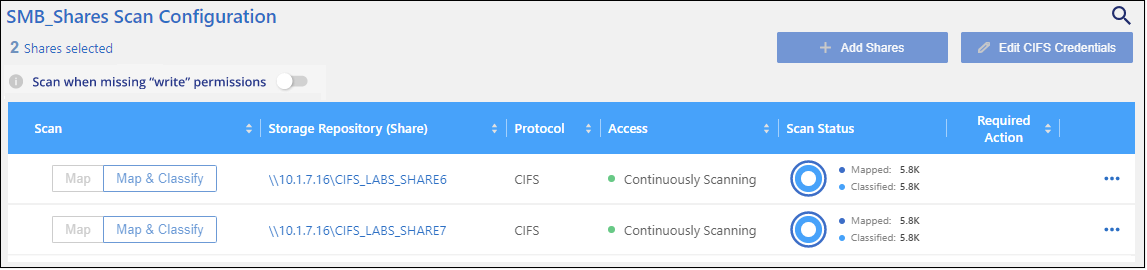 SMB_Shares Scan Configuration
2 Shares selected
+ Add Shares
Edit CIFS Credentials
Scan when missing “write” permissions
Scan Storage Repository (Share) Protocol Access Scan Status Required Action
Map Map & Classify \\10.1.7.16\CIFS_LABS_SHARE6 CIFS Continuously Scanning Mapped: 5.8K
Classified: 5.8K
Map Map & Classify \\10.1.7.16\CIFS_LABS_SHARE7 CIFS Continuously Scanning Mapped: 5.8K
Classified: 5.8K